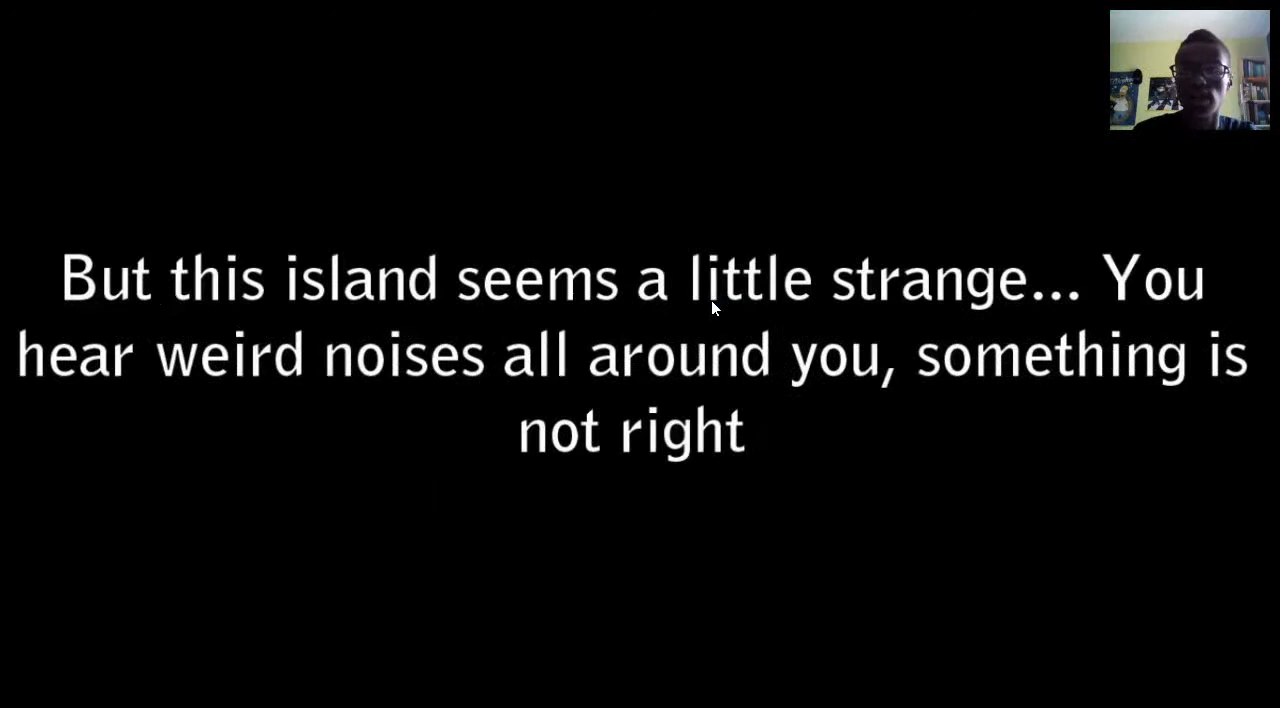 But this island seems a little strange... You
hear weird noises all around you, something is
not right